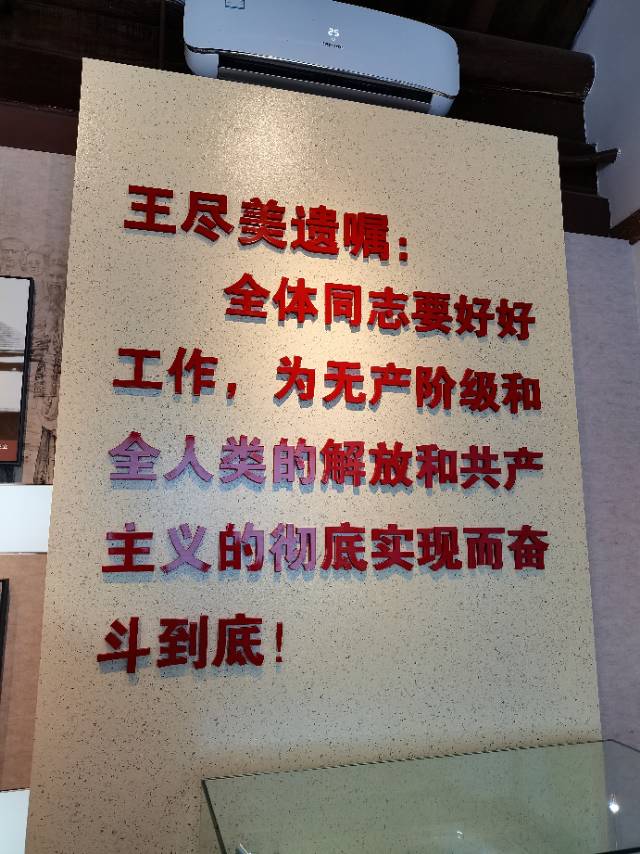 王尽美遗嘱：
全体同志要好好
工作，为无产阶级和
全人类的解放和共产
主义的彻底实现而奋
斗到底！